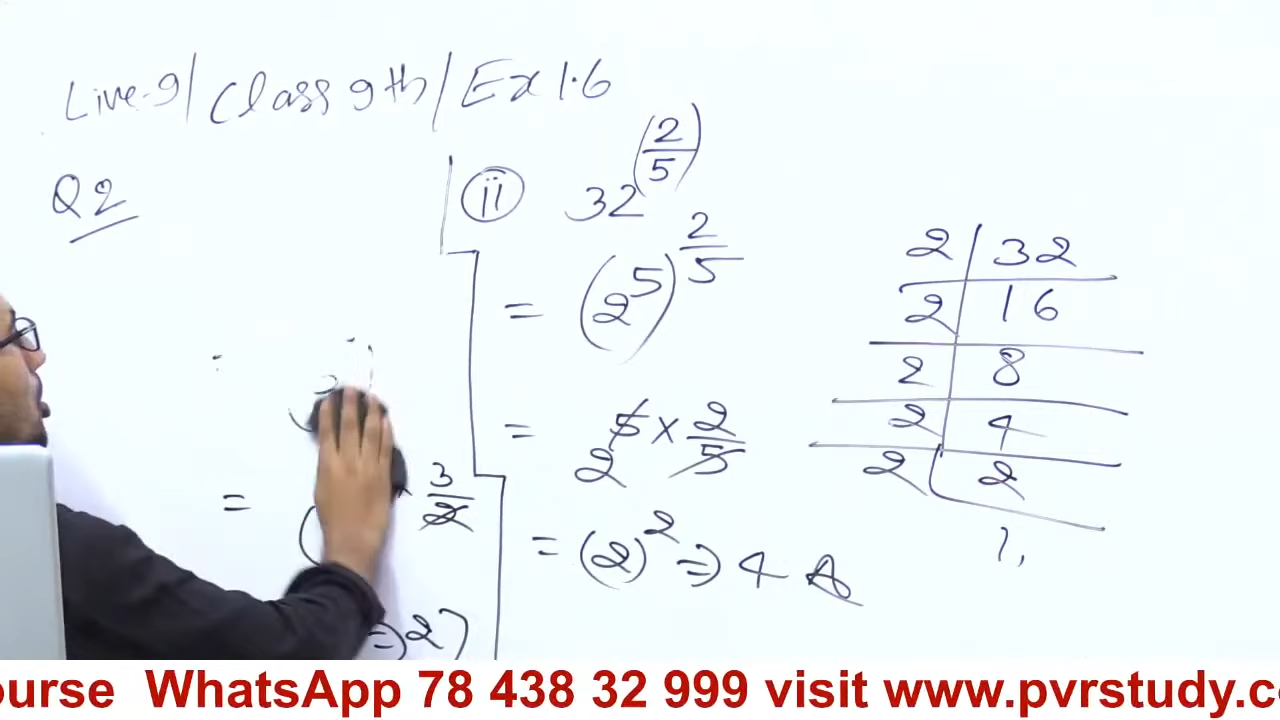 Live-9/ Class 9th/ Ex 1.6
Q2
= × 3/2
⇒ 27
(ii) 32^(2/5)
= (2^5)^2/5
= 2^5×2/5
= (2)^2 ⇒ 4 A
2 | 32
2 | 16
2 | 8
2 | 4
2 | 2
1,
ourse WhatsApp 78 438 32 999 visit www.pvrstudy.c